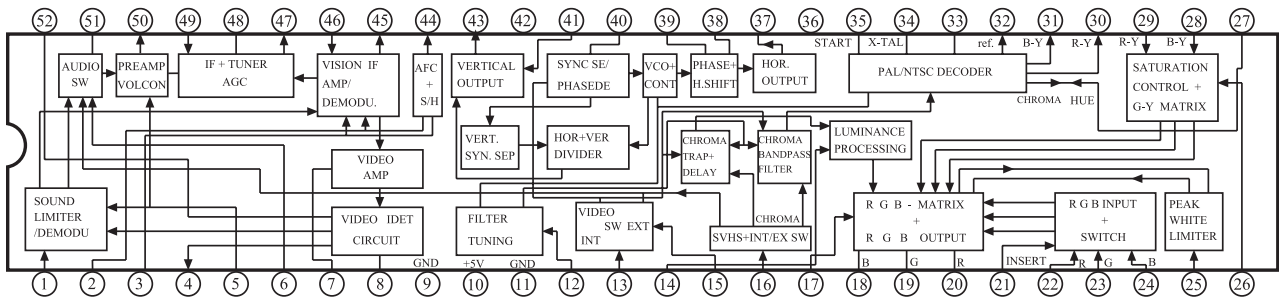 52 51 50 49 48 47 46 45 44 43 42 41 40 39 38 37 36 35 34 33 32 31 30 29 28 27
START X-TAL ref. B-Y R-Y R-Y B-Y
AUDIO
SW
PREAMP
VOLCON
IF + TUNER
AGC
VISION IF
AMP/
DEMODU.
AFC
+
S/H
VERTICAL
OUTPUT
SYNC SE/
PHASEDE
VCO+
CONT
PHASE+
H.SHIFT
HOR.
OUTPUT
PAL/NTSC DECODER
CHROMA HUE
SATURATION
CONTROL +
G-Y MATRIX
VERT.
SYN. SEP
HOR+VER
DIVIDER
CHROMA
TRAP+
DELAY
CHROMA
BANDPASS
FILTER
LUMINANCE
PROCESSING
VIDEO
AMP
SOUND
LIMITER
/DEMODU
VIDEO IDET
CIRCUIT
GND
FILTER
TUNING
+5V GND
VIDEO
SW EXT
INT
CHROMA
SVHS+INT/EX SW
R G B - MATRIX
+
R G B OUTPUT
B G R
R G B INPUT
+
SWITCH
INSERT R G B
PEAK
WHITE
LIMITER
1 2 3 4 5 6 7 8 9 10 11 12 13 14 15 16 17 18 19 20 21 22 23 24 25 26